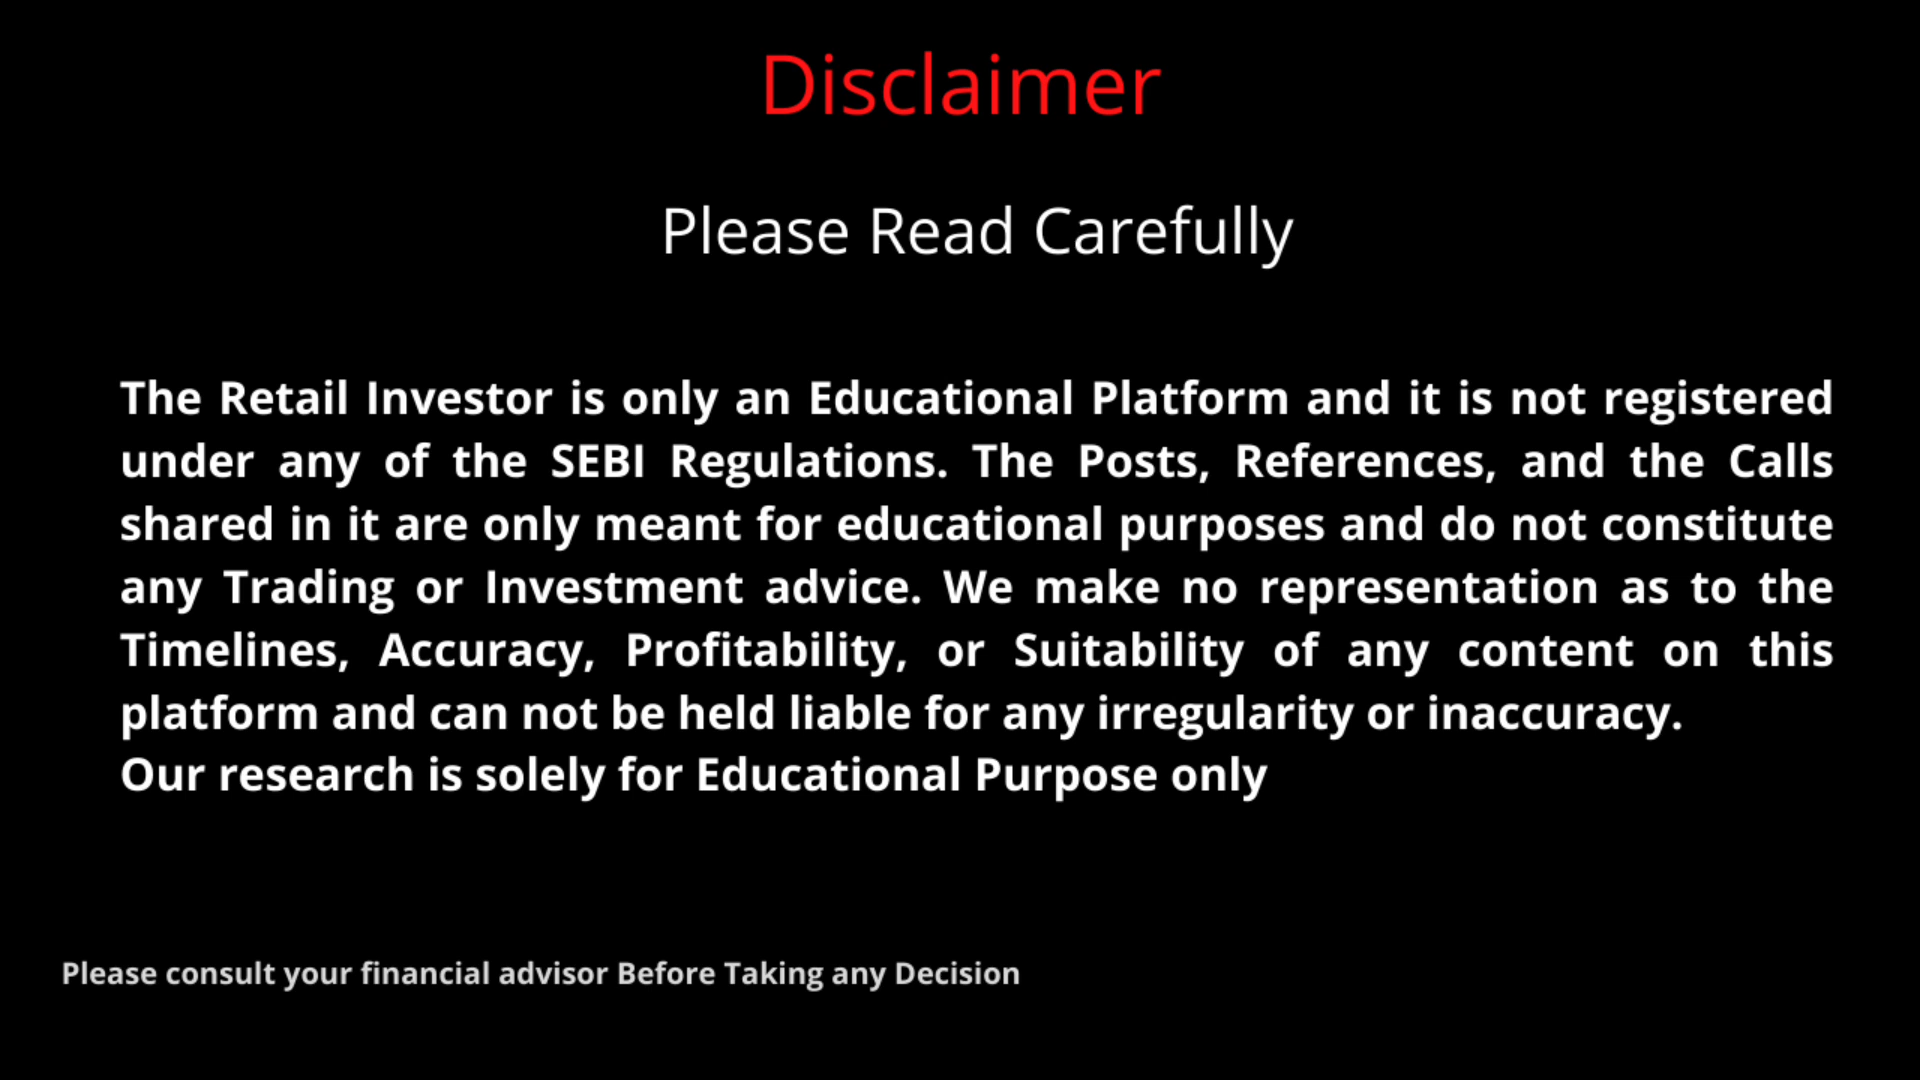 Disclaimer
Please Read Carefully
The Retail Investor is only an Educational Platform and it is not registered
under any of the SEBI Regulations. The Posts, References, and the Calls
shared in it are only meant for educational purposes and do not constitute
any Trading or Investment advice. We make no representation as to the
Timelines, Accuracy, Profitability, or Suitability of any content on this
platform and can not be held liable for any irregularity or inaccuracy.
Our research is solely for Educational Purpose only
Please consult your financial advisor Before Taking any Decision